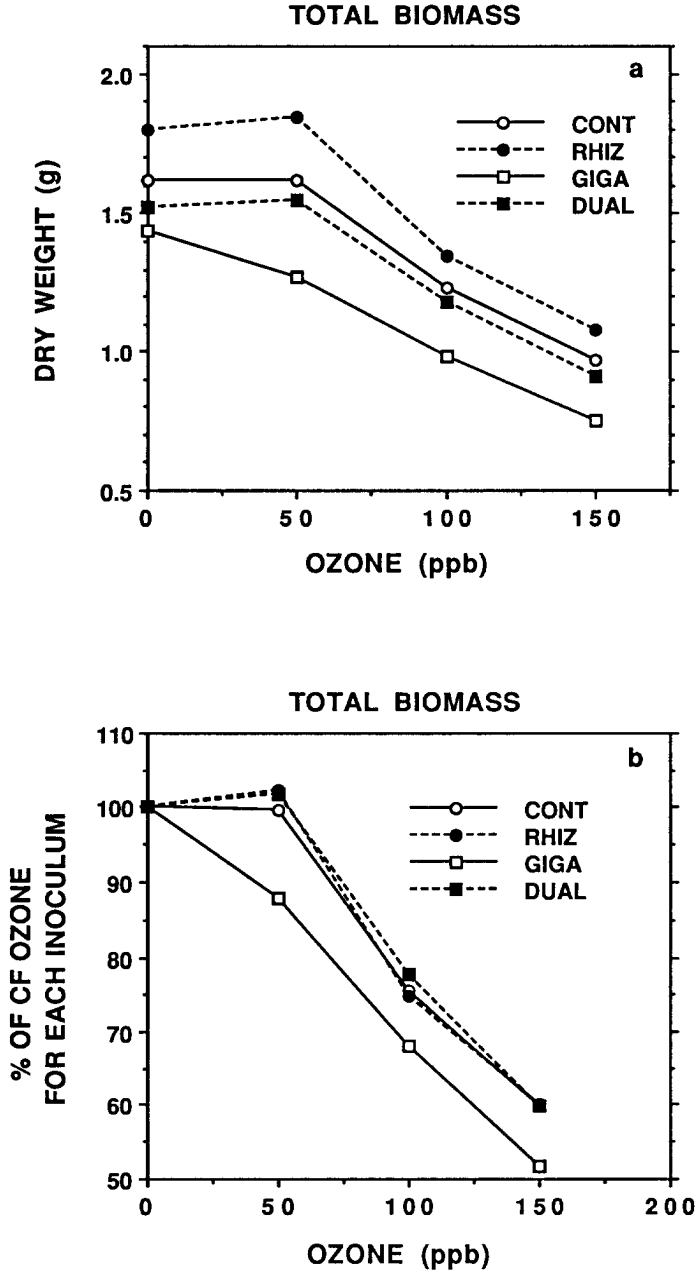 TOTAL BIOMASS
a
2.0
1.5
1.0
0.5
DRY WEIGHT (g)
CONT
RHIZ
GIGA
DUAL
0 50 100 150
OZONE (ppb)
TOTAL BIOMASS
b
110
100
90
80
70
60
50
% OF CF OZONE
FOR EACH INOCULUM
CONT
RHIZ
GIGA
DUAL
0 50 100 150 200
OZONE (ppb)